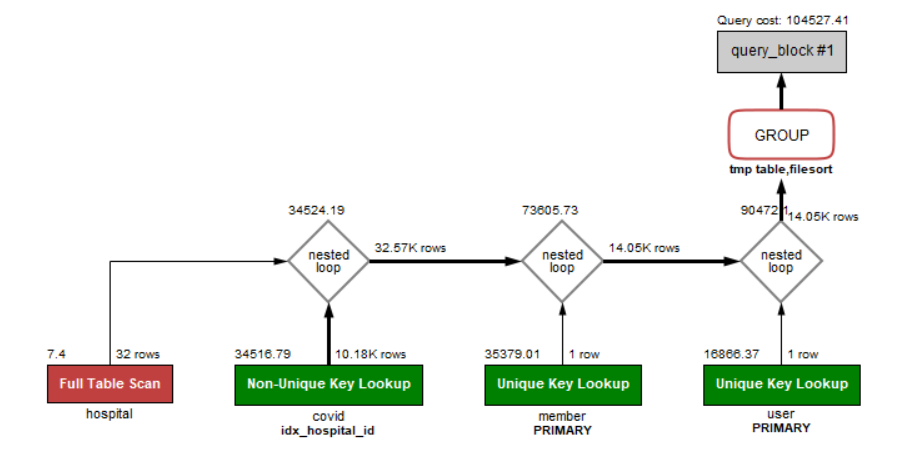 Query cost: 104527.41
query_block #1
GROUP
tmp table,filesort
34524.19
73605.73
90472.1
14.05K rows
nested
loop
32.57K rows
nested
loop
14.05K rows
nested
loop
7.4
32 rows
34516.79
10.18K rows
35379.01
1 row
16866.37
1 row
Full Table Scan
Non-Unique Key Lookup
Unique Key Lookup
Unique Key Lookup
hospital
covid
idx_hospital_id
member
PRIMARY
user
PRIMARY